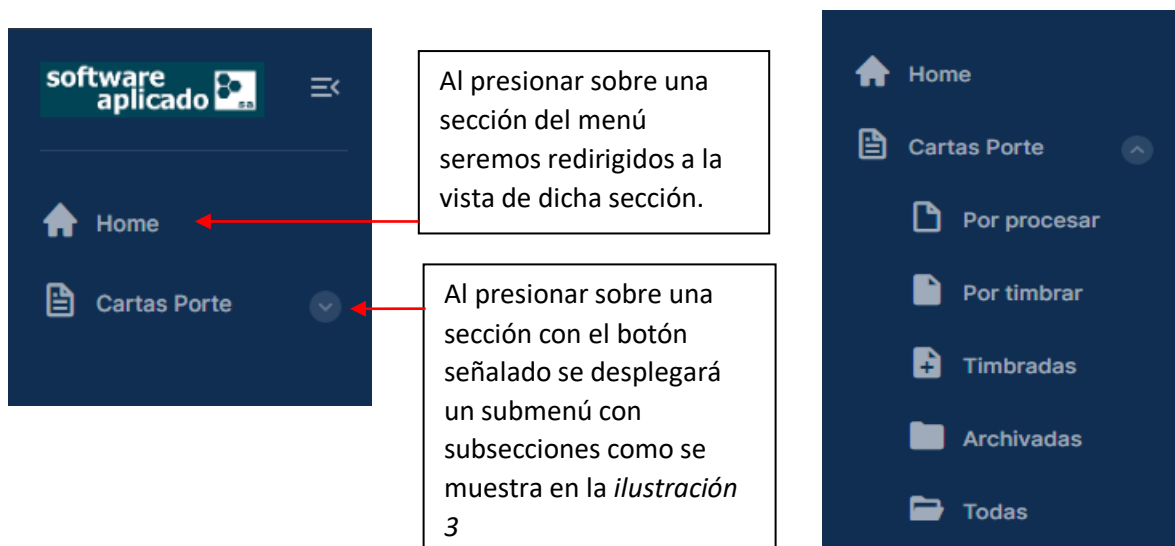 software
aplicado
sa
Home
Cartas Porte
Al presionar sobre una
sección del menú
seremos redirigidos a la
vista de dicha sección.
Al presionar sobre una
sección con el botón
señalado se desplegará
un submenú con
subsecciones como se
muestra en la ilustración
3
Home
Cartas Porte
Por procesar
Por timbrar
Timbradas
Archivadas
Todas